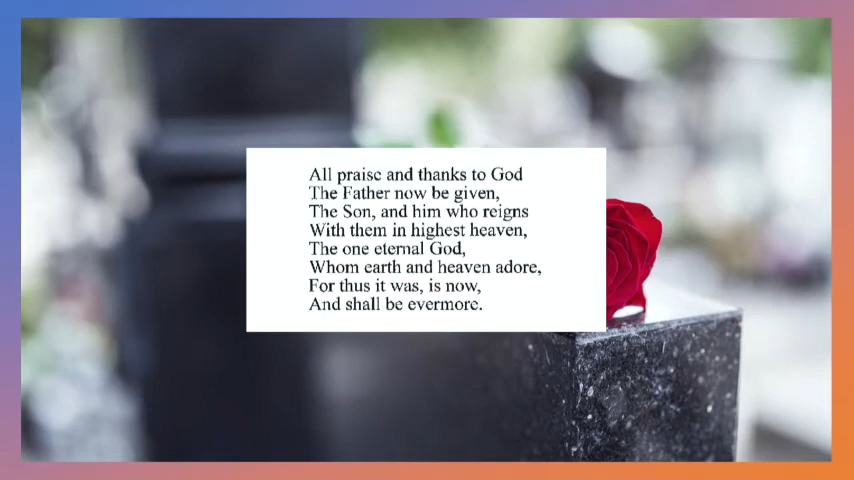 All praise and thanks to God
The Father now be given,
The Son, and him who reigns
With them in highest heaven,
The one eternal God,
Whom earth and heaven adore,
For thus it was, is now,
And shall be evermore.